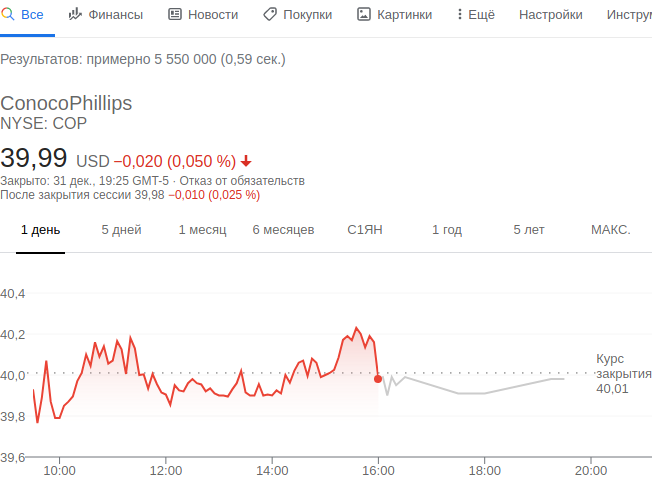 Все Финансы Новости Покупки Картинки Ещё Настройки Инструм
Результатов: примерно 5 550 000 (0,59 сек.)
ConocoPhillips
NYSE: COP
39,99 USD −0,020 (0,050 %)
Закрыто: 31 дек., 19:25 GMT-5 · Отказ от обязательств
После закрытия сессии 39,98 −0,010 (0,025 %)
1 день 5 дней 1 месяц 6 месяцев С1ЯН 1 год 5 лет МАКС.
40,4
40,2
Курс
40,0
закрытия
40,01
39,8
39,6
10:00 12:00 14:00 16:00 18:00 20:00